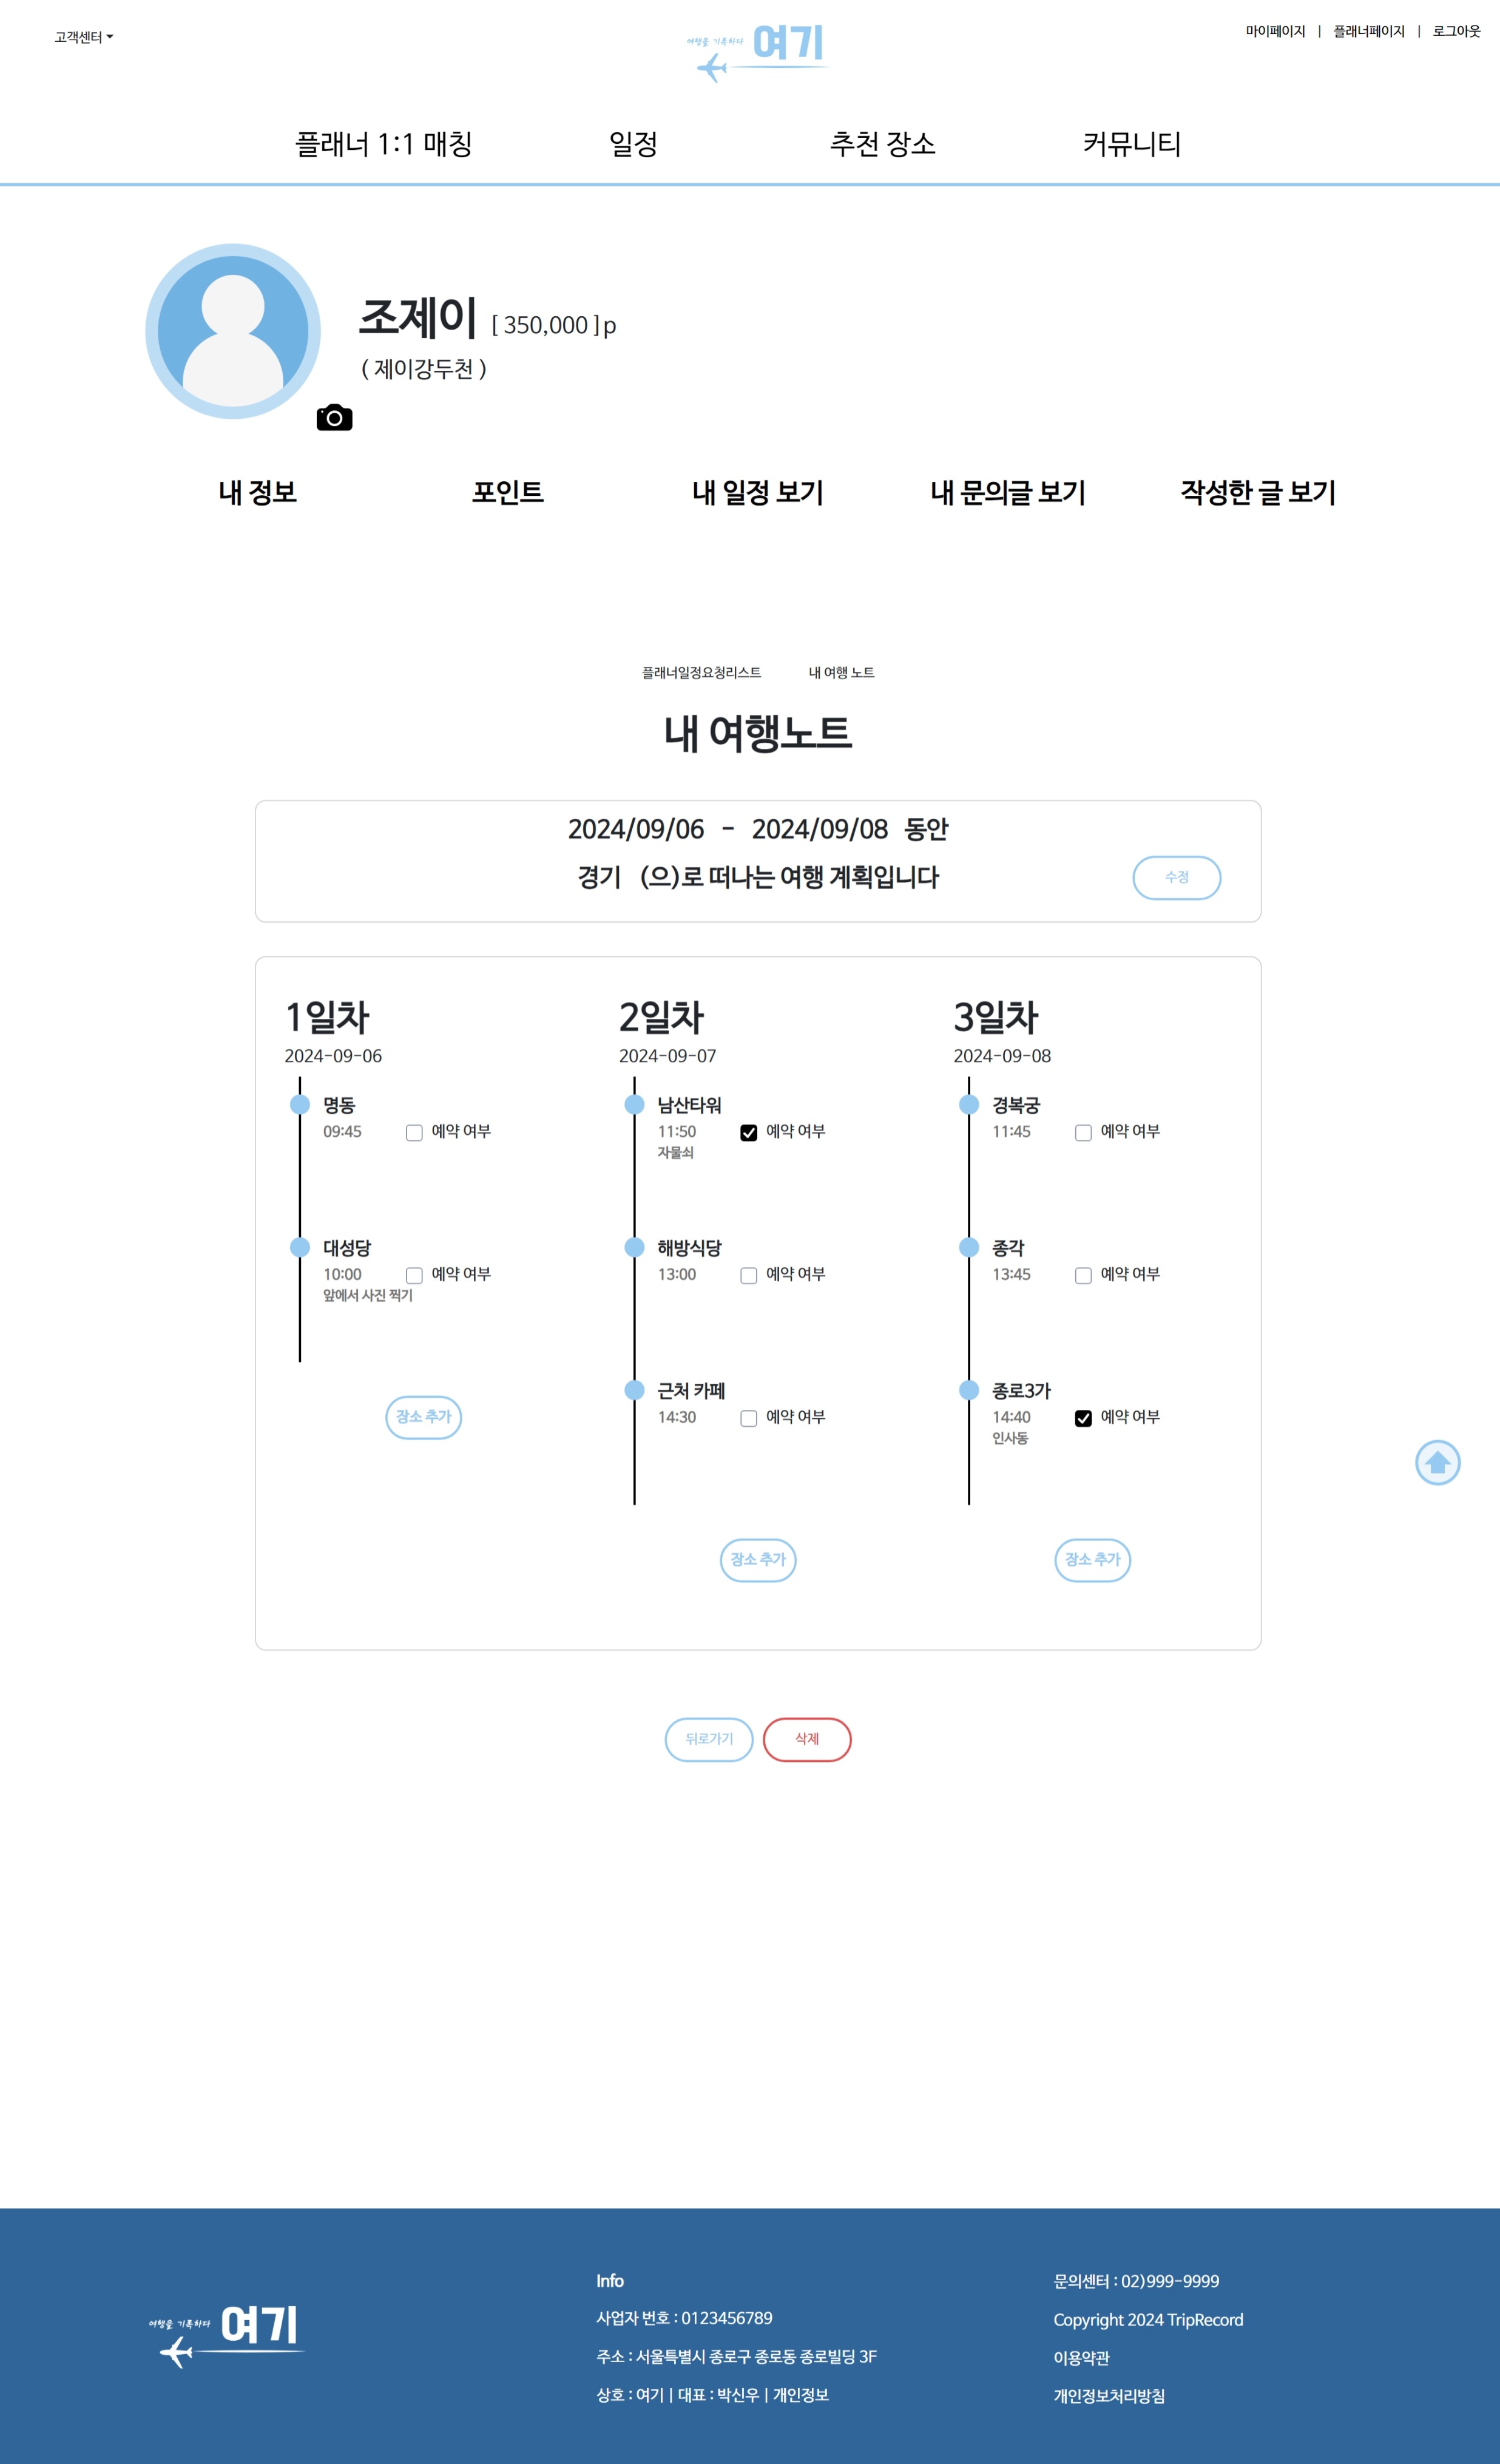 고객센터
여행을 기록하다 여기
마이페이지 | 플래너페이지 | 로그아웃
플래너 1:1 매칭 일정 추천 장소 커뮤니티
조제이 [ 350,000 ] p
( 제이강두천 )
내 정보 포인트 내 일정 보기 내 문의글 보기 작성한 글 보기
플래너일정요청리스트 내 여행 노트
내 여행노트
2024/09/06 - 2024/09/08 동안
경기 (으)로 떠나는 여행 계획입니다
수정
1일차
2024-09-06
명동
09:45 예약 여부
대성당
10:00 예약 여부
앞에서 사진 찍기
장소 추가
2일차
2024-09-07
남산타워
11:50 예약 여부
자물쇠
해방식당
13:00 예약 여부
근처 카페
14:30 예약 여부
장소 추가
3일차
2024-09-08
경복궁
11:45 예약 여부
종각
13:45 예약 여부
종로3가
14:40 예약 여부
인사동
장소 추가
뒤로가기 삭제
여행을 기록하다 여기
Info
사업자 번호 : 0123456789
주소 : 서울특별시 종로구 종로동 종로빌딩 3F
상호 : 여기 | 대표 : 박신우 | 개인정보
문의센터 : 02)999-9999
Copyright 2024 TripRecord
이용약관
개인정보처리방침